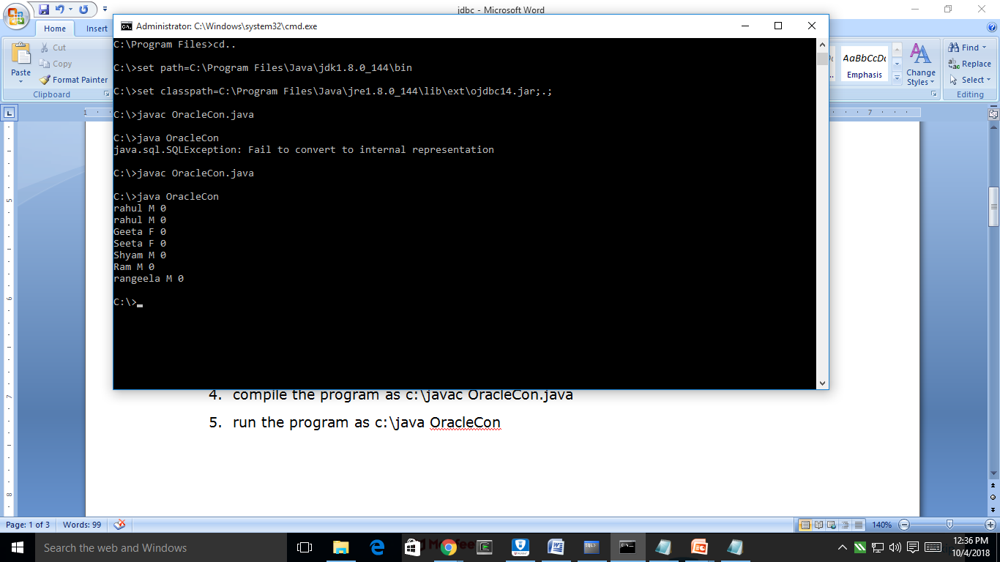 jdbc - Microsoft Word
Administrator: C:\Windows\system32\cmd.exe
Home Insert
Cut
Copy
Format Painter
Paste
Clipboard
AaBbCcDc
Emphasis
Change Styles
Find
Replace
Select
Editing
C:\Program Files>cd..
C:\>set path=C:\Program Files\Java\jdk1.8.0_144\bin
C:\>set classpath=C:\Program Files\Java\jre1.8.0_144\lib\ext\ojdbc14.jar;.;
C:\>javac OracleCon.java
C:\>java OracleCon
java.sql.SQLException: Fail to convert to internal representation
C:\>javac OracleCon.java
C:\>java OracleCon
rahul M 0
rahul M 0
Geeta F 0
Seeta F 0
Shyam M 0
Ram M 0
rangeela M 0
C:\>
4. compile the program as c:\javac OracleCon.java
5. run the program as c:\java OracleCon
Page: 1 of 3 Words: 99 140%
Search the web and Windows
12:36 PM
10/4/2018